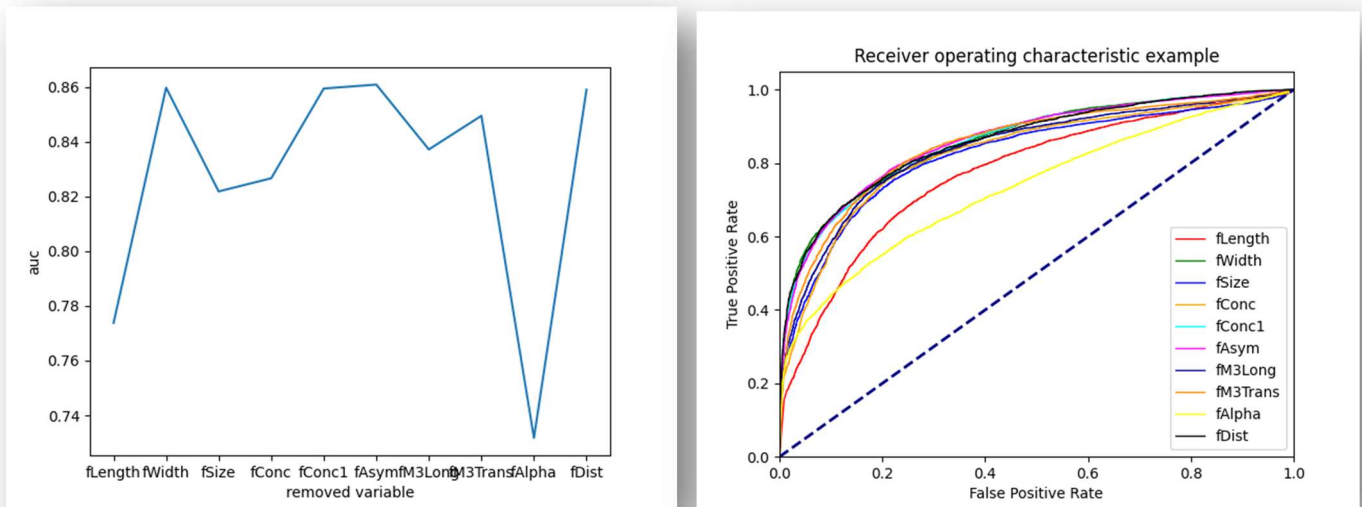 0.86
0.84
0.82
0.80
0.78
0.76
0.74
auc
fLength fWidth fSize fConc fConc1 fAsym fM3Long fM3Trans fAlpha fDist
removed variable
Receiver operating characteristic example
1.0
0.8
0.6
0.4
0.2
0.0
True Positive Rate
fLength
fWidth
fSize
fConc
fConc1
fAsym
fM3Long
fM3Trans
fAlpha
fDist
0.0 0.2 0.4 0.6 0.8 1.0
False Positive Rate